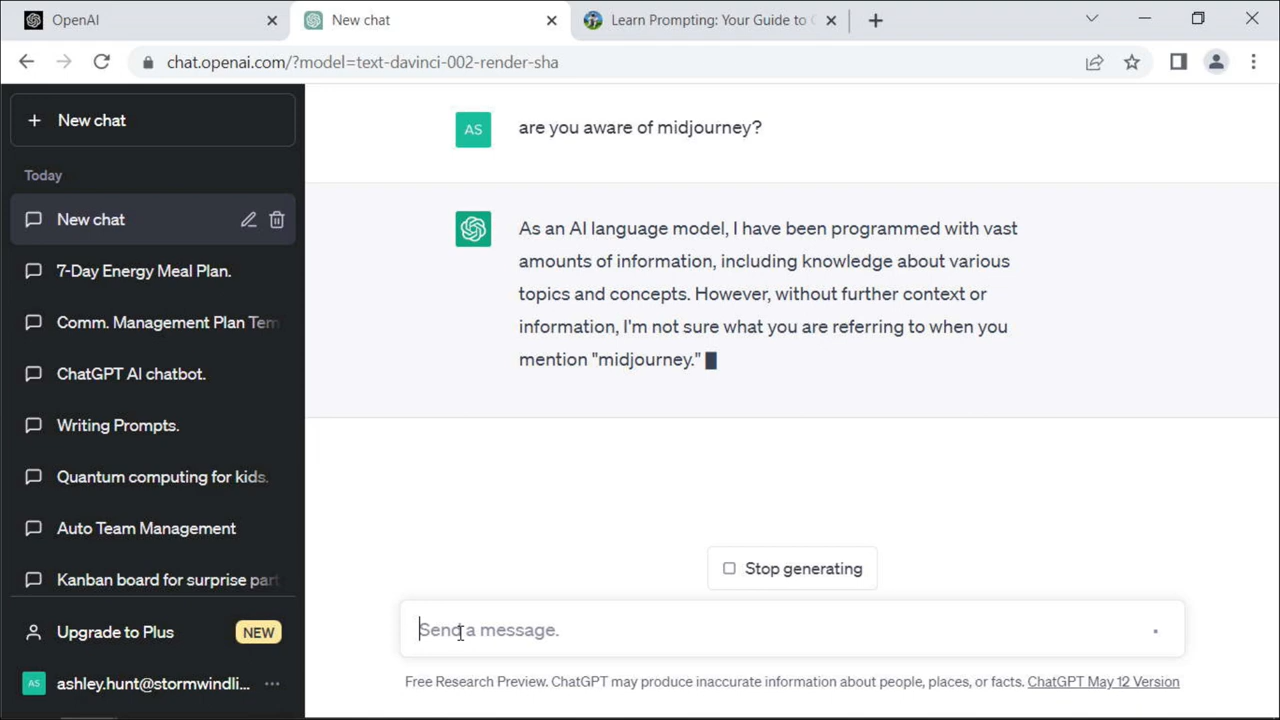 OpenAI
New chat
Learn Prompting: Your Guide to
chat.openai.com/?model=text-davinci-002-render-sha
New chat
Today
New chat
7-Day Energy Meal Plan.
Comm. Management Plan Tem
ChatGPT AI chatbot.
Writing Prompts.
Quantum computing for kids.
Auto Team Management
Kanban board for surprise part
Upgrade to Plus NEW
AS ashley.hunt@stormwindli...
AS are you aware of midjourney?
As an AI language model, I have been programmed with vast
amounts of information, including knowledge about various
topics and concepts. However, without further context or
information, I'm not sure what you are referring to when you
mention "midjourney."
Stop generating
Send a message.
Free Research Preview. ChatGPT may produce inaccurate information about people, places, or facts. ChatGPT May 12 Version